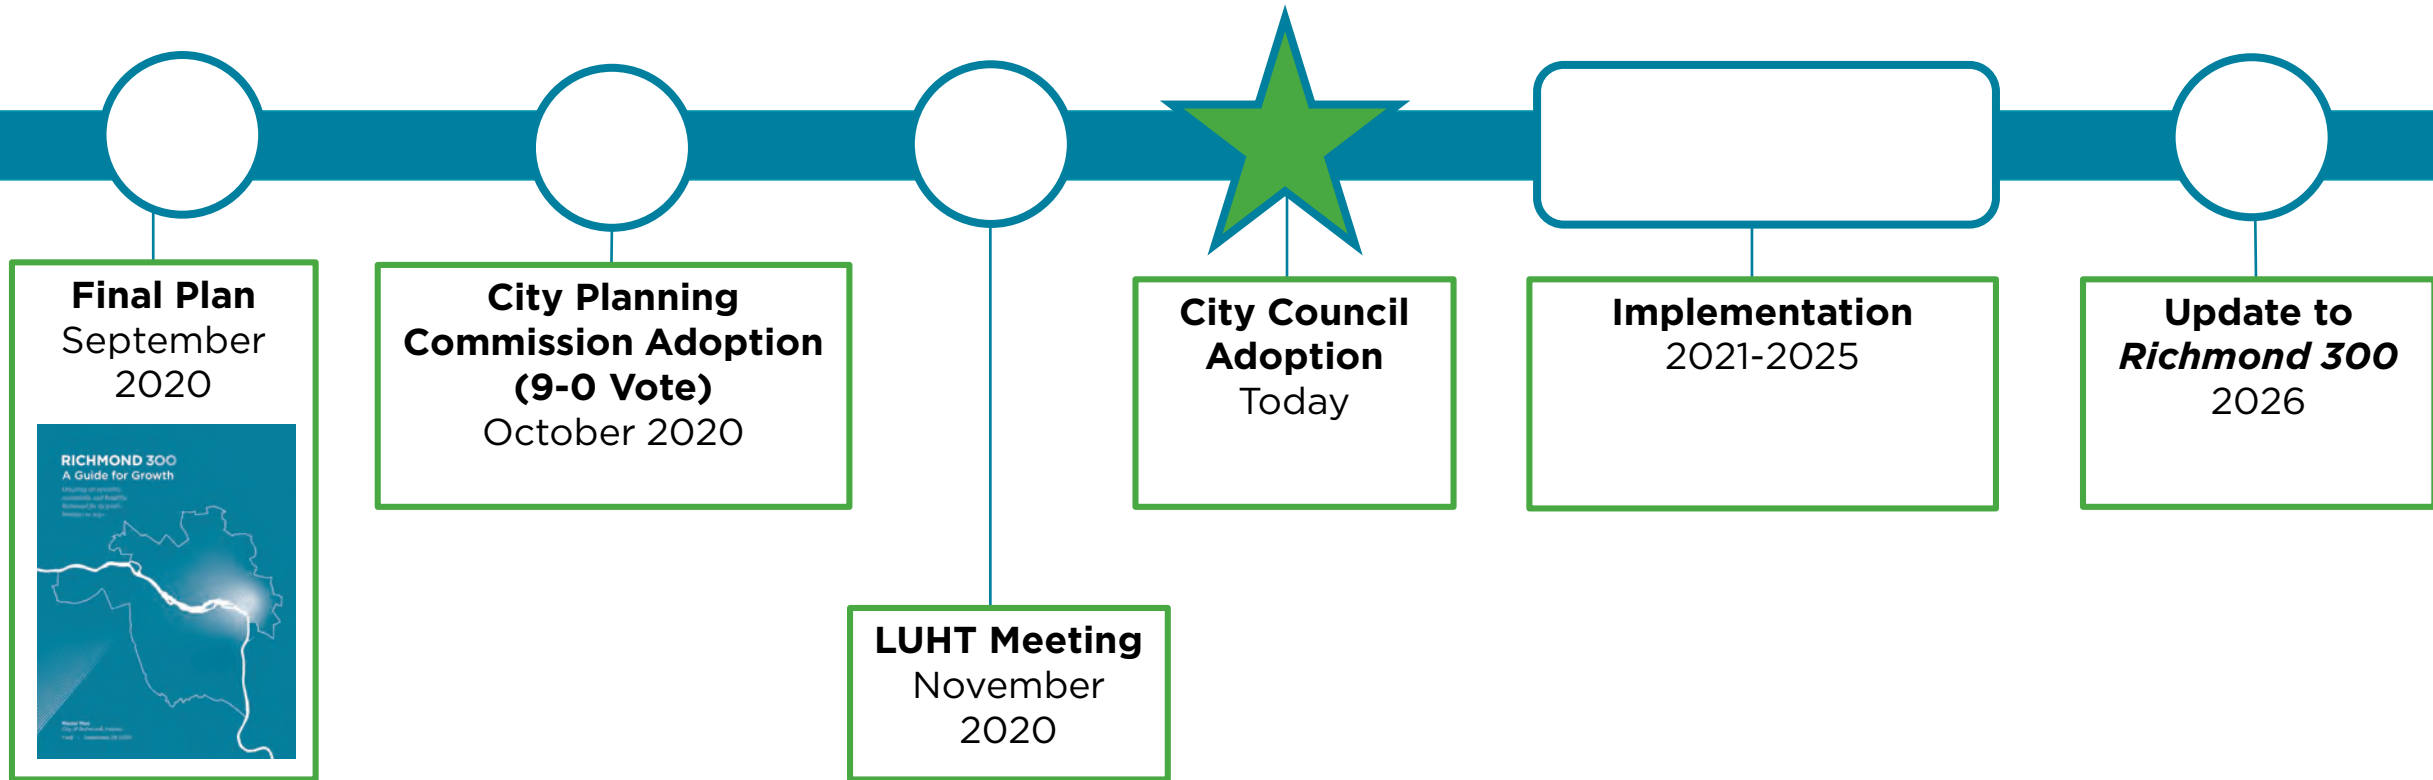 Final Plan
September
2020
RICHMOND 300
A Guide for Growth
City Planning
Commission Adoption
(9-0 Vote)
October 2020
LUHT Meeting
November
2020
City Council
Adoption
Today
Implementation
2021-2025
Update to
Richmond 300
2026